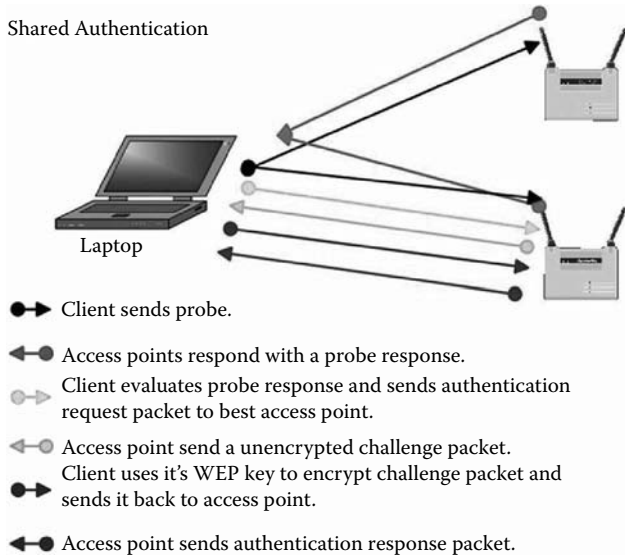 Shared Authentication
Laptop
Client sends probe.
Access points respond with a probe response.
Client evaluates probe response and sends authentication
request packet to best access point.
Access point send a unencrypted challenge packet.
Client uses it's WEP key to encrypt challenge packet and
sends it back to access point.
Access point sends authentication response packet.